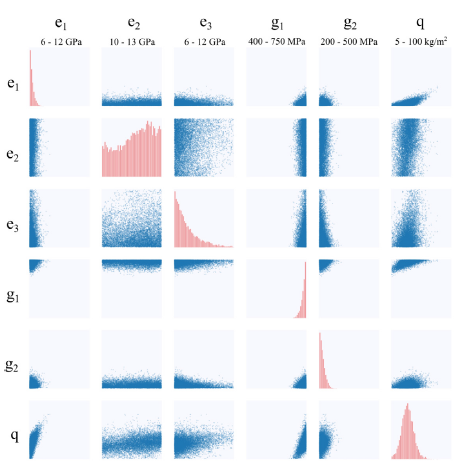 e1 e2 e3 g1 g2 q
6 - 12 GPa 10 - 13 GPa 6 - 12 GPa 400 - 750 MPa 200 - 500 MPa 5 - 100 kg/m²
e1
e2
e3
g1
g2
q